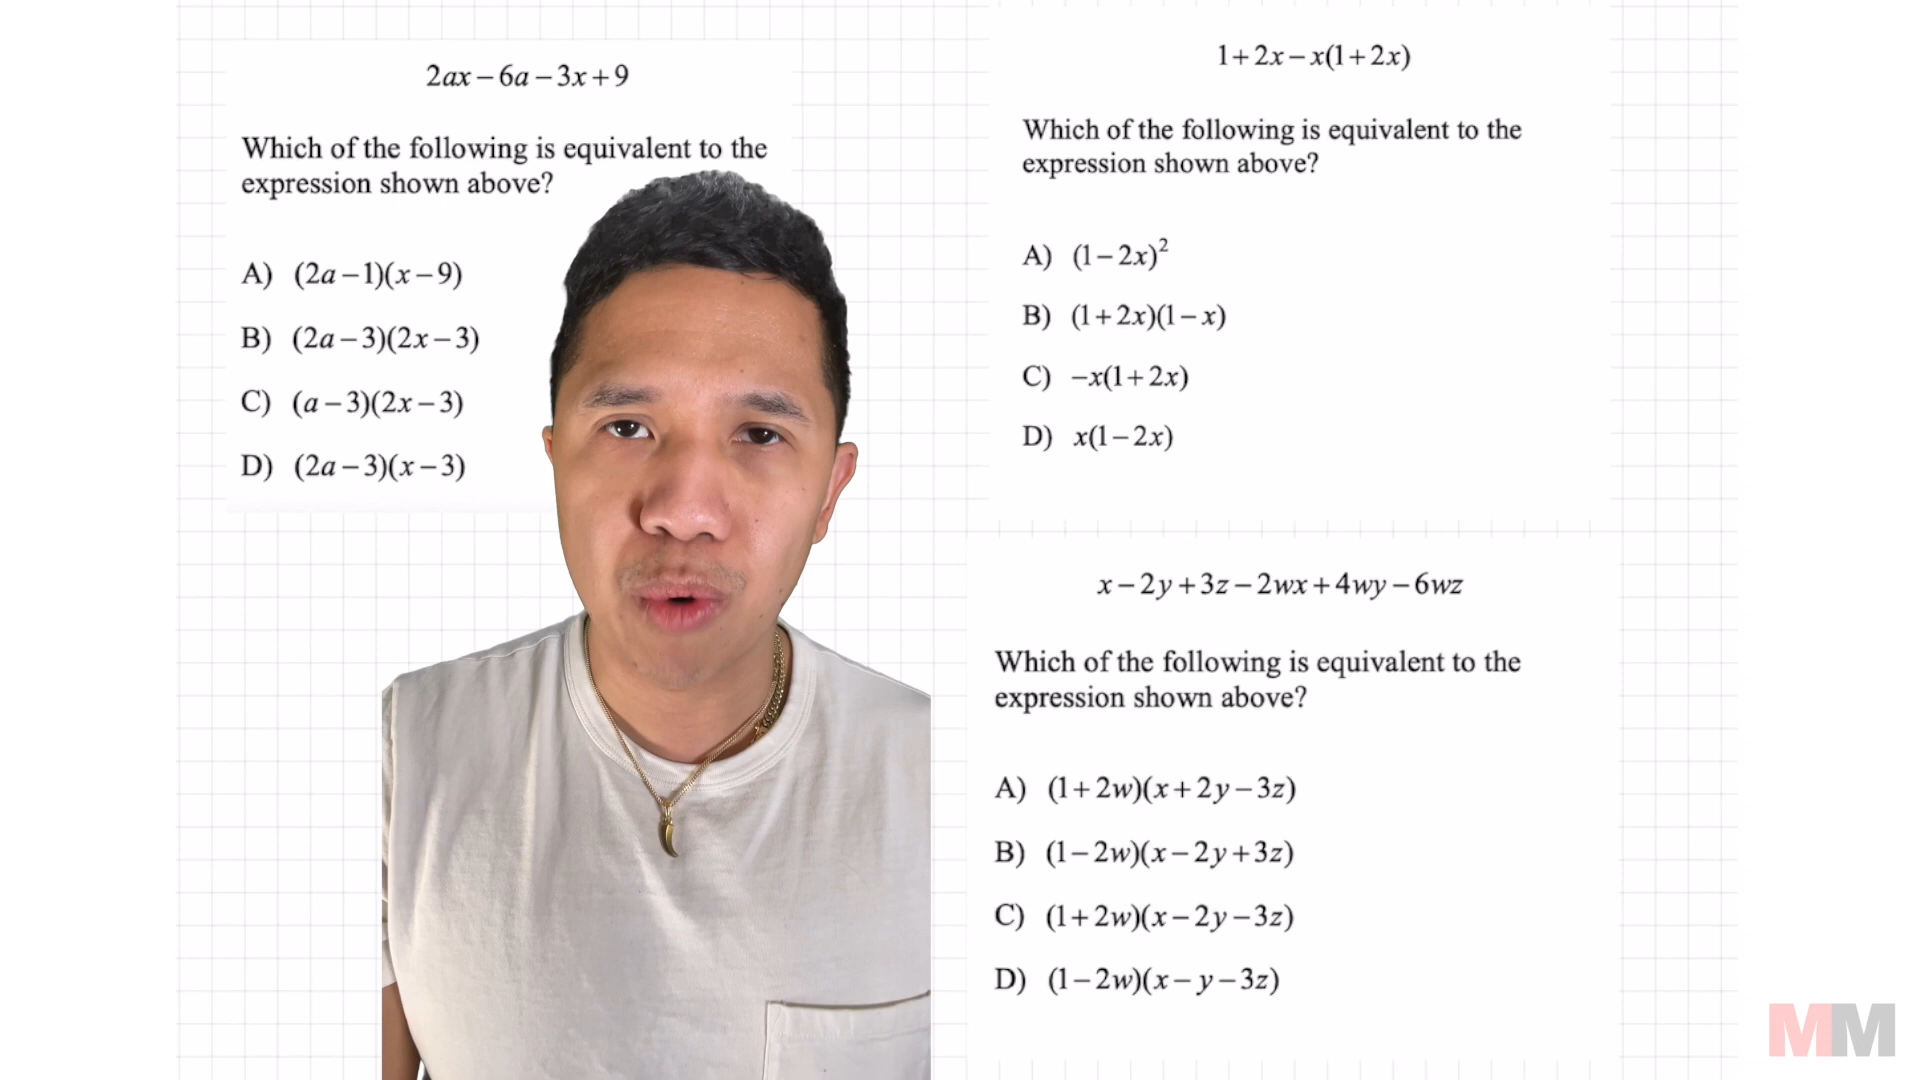 2ax – 6a – 3x + 9
Which of the following is equivalent to the
expression shown above?
A) (2a – 1)(x – 9)
B) (2a – 3)(2x – 3)
C) (a – 3)(2x – 3)
D) (2a – 3)(x – 3)
1 + 2x – x(1 + 2x)
Which of the following is equivalent to the
expression shown above?
A) (1 – 2x)²
B) (1 + 2x)(1 – x)
C) –x(1 + 2x)
D) x(1 – 2x)
x – 2y + 3z – 2wx + 4wy – 6wz
Which of the following is equivalent to the
expression shown above?
A) (1 + 2w)(x + 2y – 3z)
B) (1 – 2w)(x – 2y + 3z)
C) (1 + 2w)(x – 2y – 3z)
D) (1 – 2w)(x – y – 3z)
MM